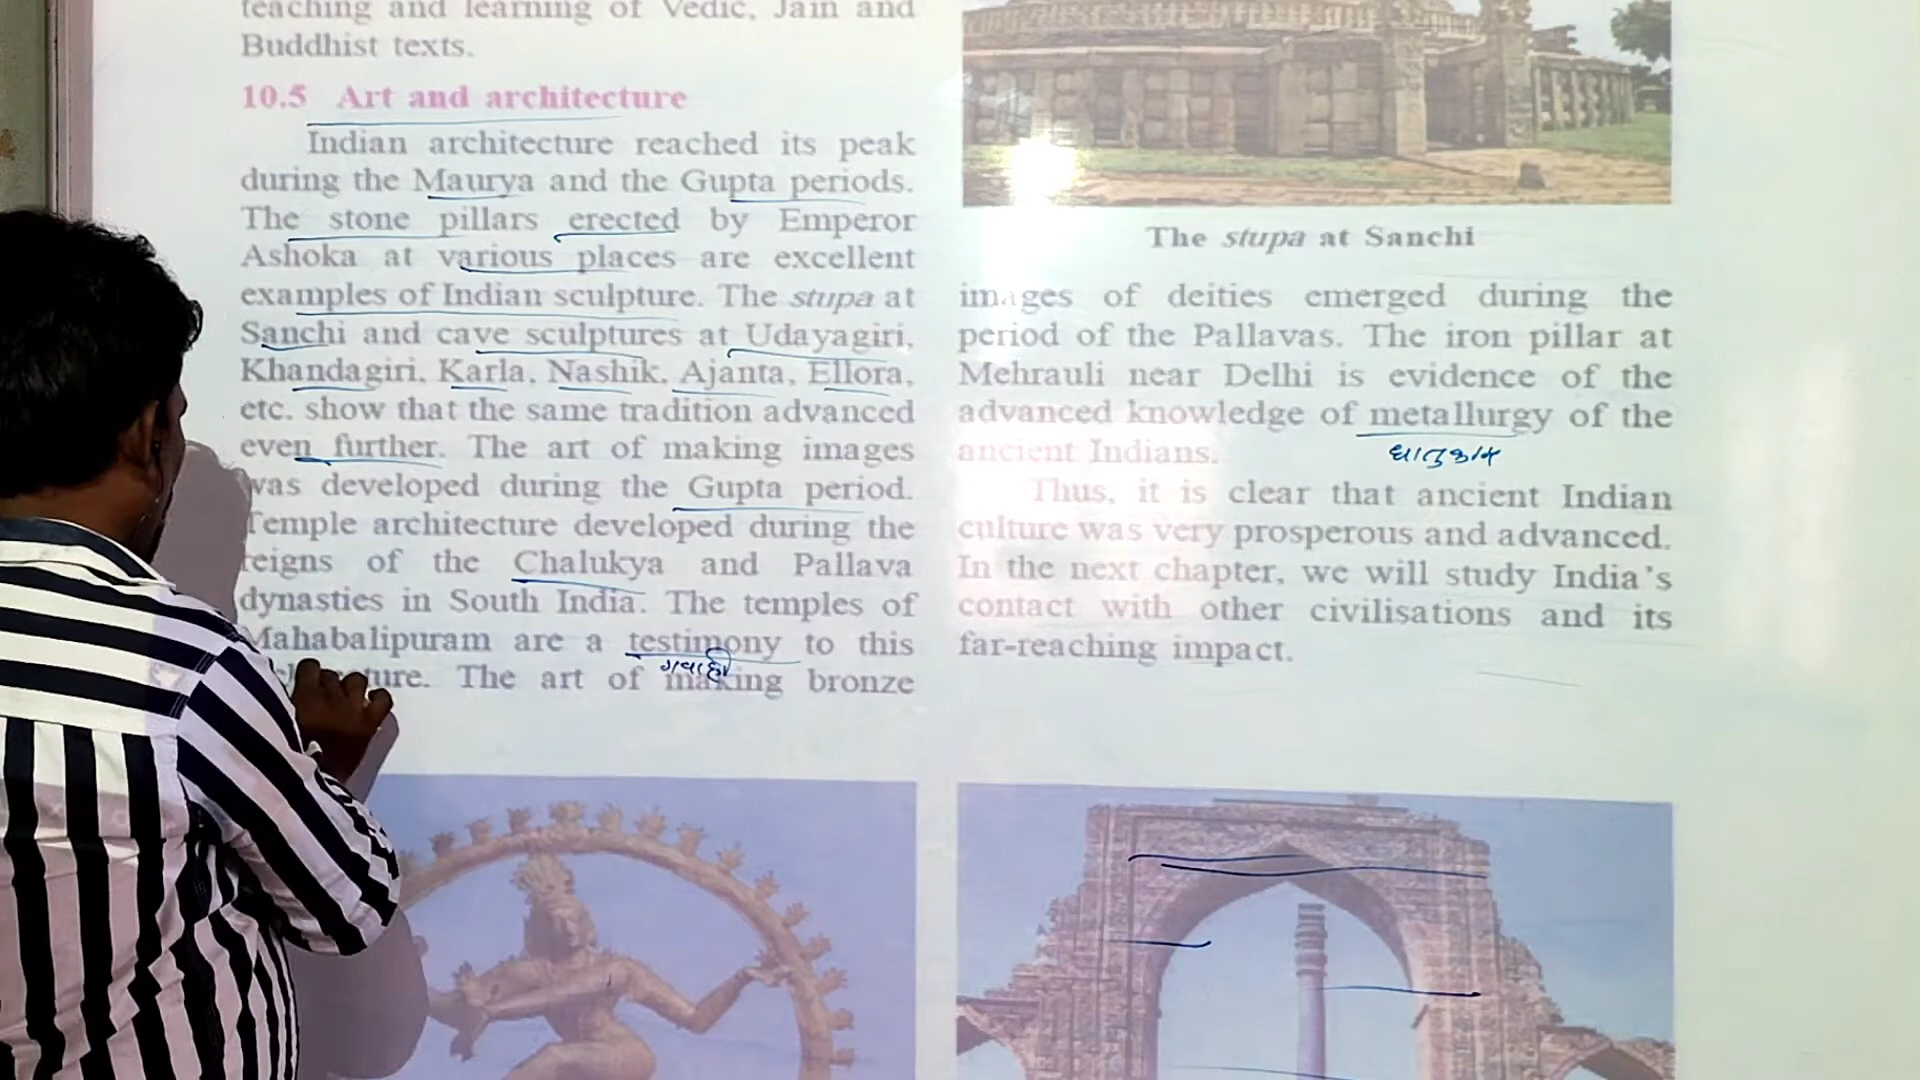 teaching and learning of Vedic, Jain and
Buddhist texts.
10.5 Art and architecture
Indian architecture reached its peak
during the Maurya and the Gupta periods.
The stone pillars erected by Emperor
Ashoka at various places are excellent
examples of Indian sculpture. The stupa at
Sanchi and cave sculptures at Udayagiri,
Khandagiri, Karla, Nashik, Ajanta, Ellora,
etc. show that the same tradition advanced
even further. The art of making images
was developed during the Gupta period.
Temple architecture developed during the
reigns of the Chalukya and Pallava
dynasties in South India. The temples of
Mahabalipuram are a testimony to this
गवाही
The art of making bronze
The stupa at Sanchi
images of deities emerged during the
period of the Pallavas. The iron pillar at
Mehrauli near Delhi is evidence of the
advanced knowledge of metallurgy of the
ancient Indians.
Thus, it is clear that ancient Indian
culture was very prosperous and advanced.
In the next chapter, we will study India's
contact with other civilisations and its
far-reaching impact.